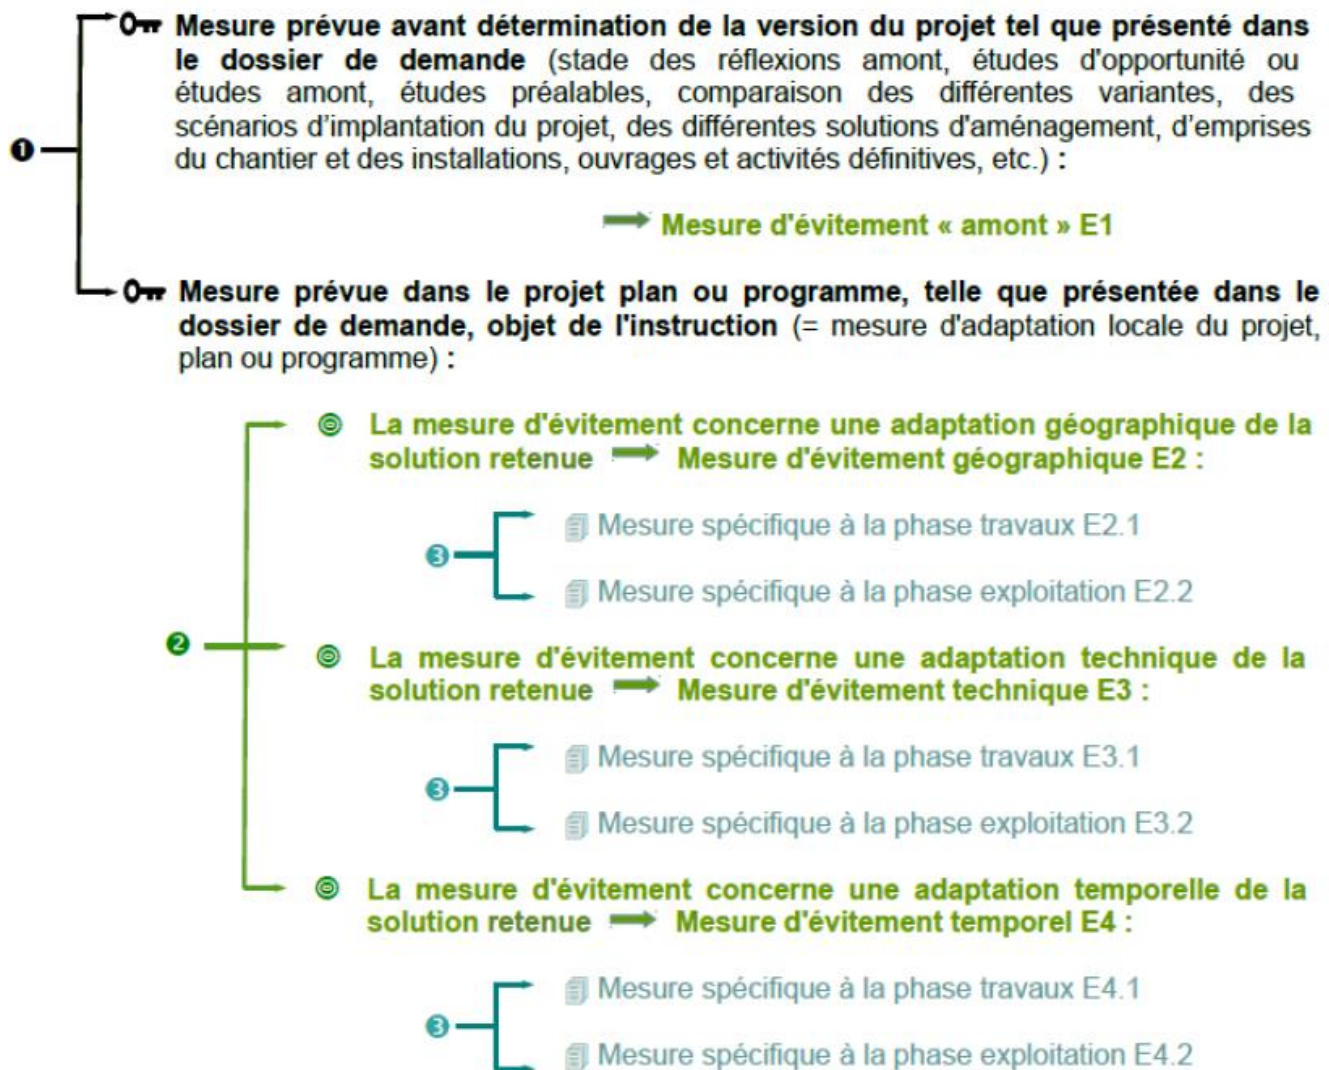 Mesure prévue avant détermination de la version du projet tel que présenté dans
le dossier de demande (stade des réflexions amont, études d'opportunité ou
études amont, études préalables, comparaison des différentes variantes, des
scénarios d’implantation du projet, des différentes solutions d'aménagement, d’emprises
❶
du chantier et des installations, ouvrages et activités définitives, etc.) :
Mesure d'évitement « amont » E1
Mesure prévue dans le projet plan ou programme, telle que présentée dans le
dossier de demande, objet de l'instruction (= mesure d'adaptation locale du projet,
plan ou programme) :
La mesure d'évitement concerne une adaptation géographique de la
solution retenue Mesure d'évitement géographique E2 :
Mesure spécifique à la phase travaux E2.1
❸
Mesure spécifique à la phase exploitation E2.2
❷
La mesure d'évitement concerne une adaptation technique de la
solution retenue Mesure d'évitement technique E3 :
Mesure spécifique à la phase travaux E3.1
❸
Mesure spécifique à la phase exploitation E3.2
La mesure d'évitement concerne une adaptation temporelle de la
solution retenue Mesure d'évitement temporel E4 :
Mesure spécifique à la phase travaux E4.1
❸
Mesure spécifique à la phase exploitation E4.2